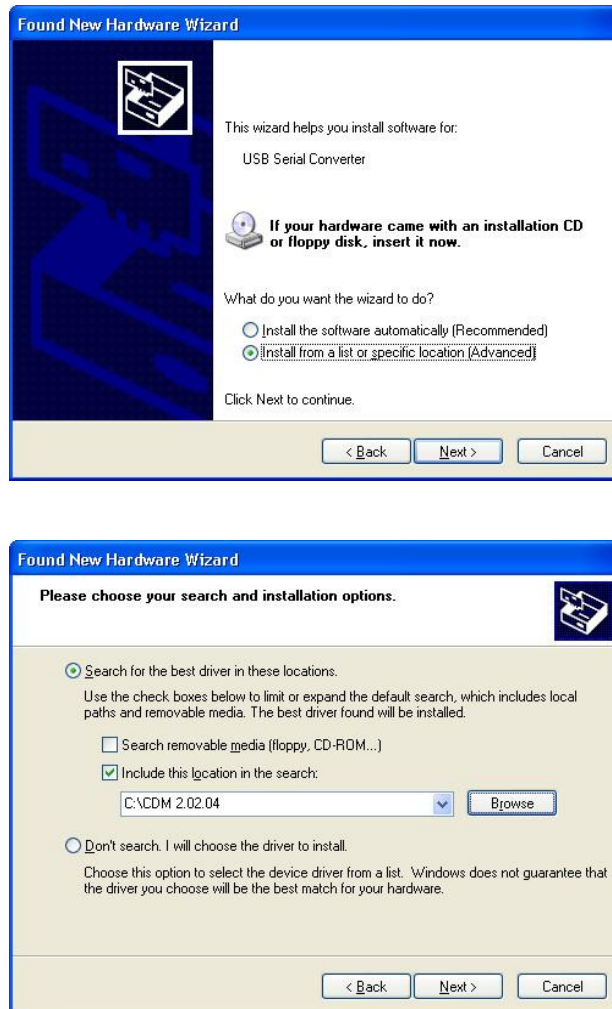 Found New Hardware Wizard
This wizard helps you install software for:
USB Serial Converter
If your hardware came with an installation CD
or floppy disk, insert it now.
What do you want the wizard to do?
Install the software automatically (Recommended)
Install from a list or specific location (Advanced)
Click Next to continue.
< Back Next > Cancel
Found New Hardware Wizard
Please choose your search and installation options.
Search for the best driver in these locations.
Use the check boxes below to limit or expand the default search, which includes local
paths and removable media. The best driver found will be installed.
Search removable media (floppy, CD-ROM...)
Include this location in the search:
C:\CDM 2.02.04 Browse
Don't search. I will choose the driver to install.
Choose this option to select the device driver from a list. Windows does not guarantee that
the driver you choose will be the best match for your hardware.
< Back Next > Cancel